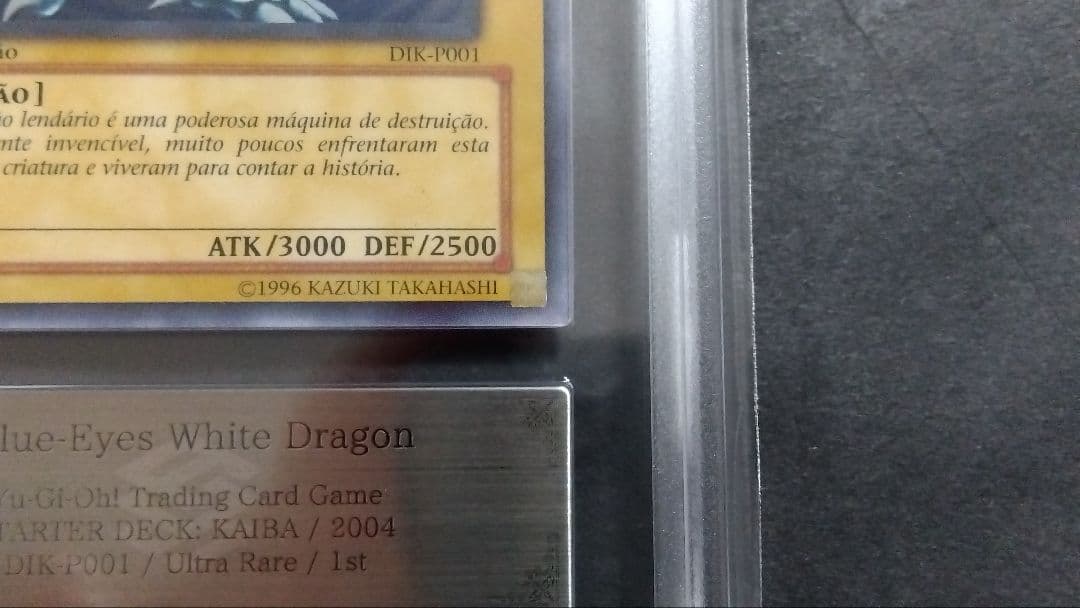 DIK-P001
ÃO]
lendário é uma poderosa máquina de destruição.
invencível, muito poucos enfrentaram esta
criatura e viveram para contar a história.
ATK/3000 DEF/2500
©1996 KAZUKI TAKAHASHI
lue-Eyes White Dragon
Yu-Gi-Oh! Trading Card Game
TARTER DECK: KAIBA / 2004
DIK-P001 / Ultra Rare / 1st